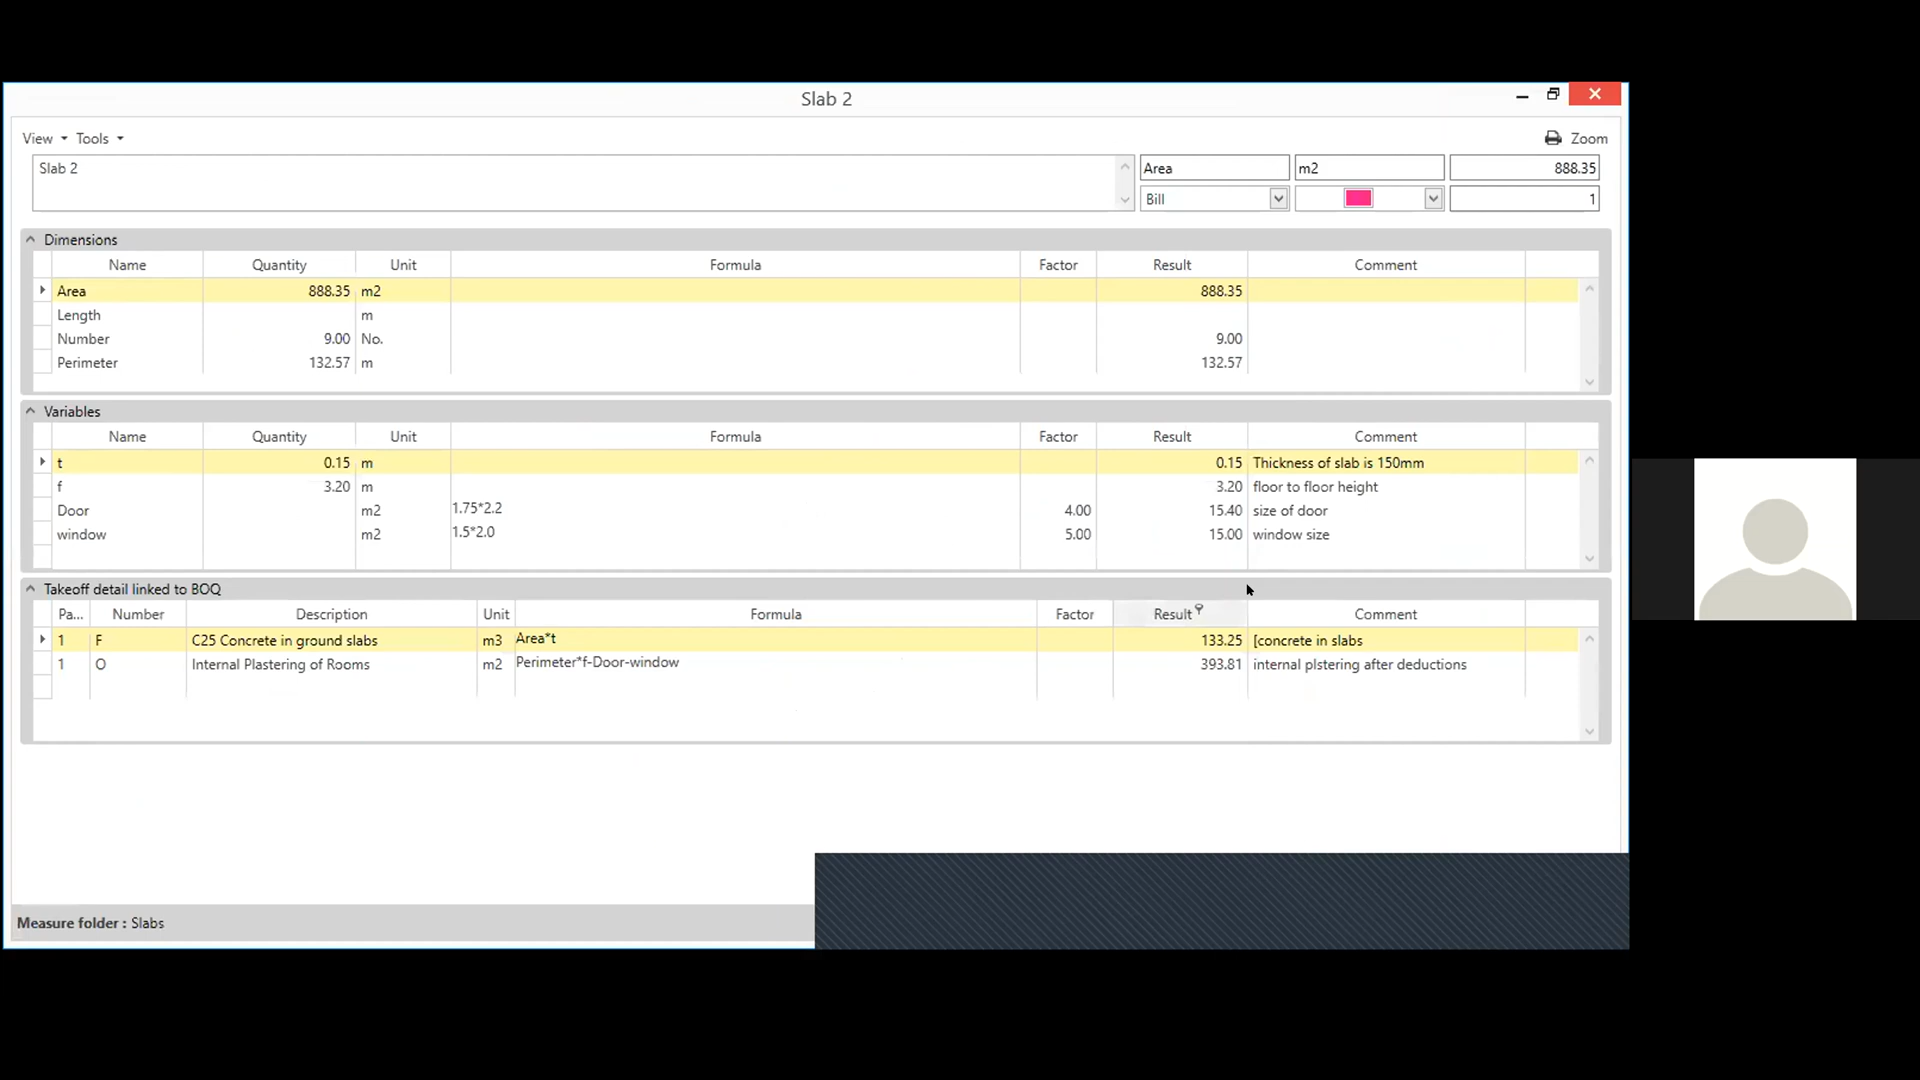 Slab 2
View Tools Zoom
Slab 2 Area m2 888.35
Bill 1
Dimensions
Name Quantity Unit Formula Factor Result Comment
Area 888.35 m2 888.35
Length m
Number 9.00 No. 9.00
Perimeter 132.57 m 132.57
Variables
Name Quantity Unit Formula Factor Result Comment
t 0.15 m 0.15 Thickness of slab is 150mm
f 3.20 m 3.20 floor to floor height
Door m2 1.75*2.2 4.00 15.40 size of door
window m2 1.5*2.0 5.00 15.00 window size
Takeoff detail linked to BOQ
Pa... Number Description Unit Formula Factor Result Comment
1 F C25 Concrete in ground slabs m3 Area*t 133.25 [concrete in slabs
1 O Internal Plastering of Rooms m2 Perimeter*f-Door-window 393.81 internal plstering after deductions
Measure folder : Slabs